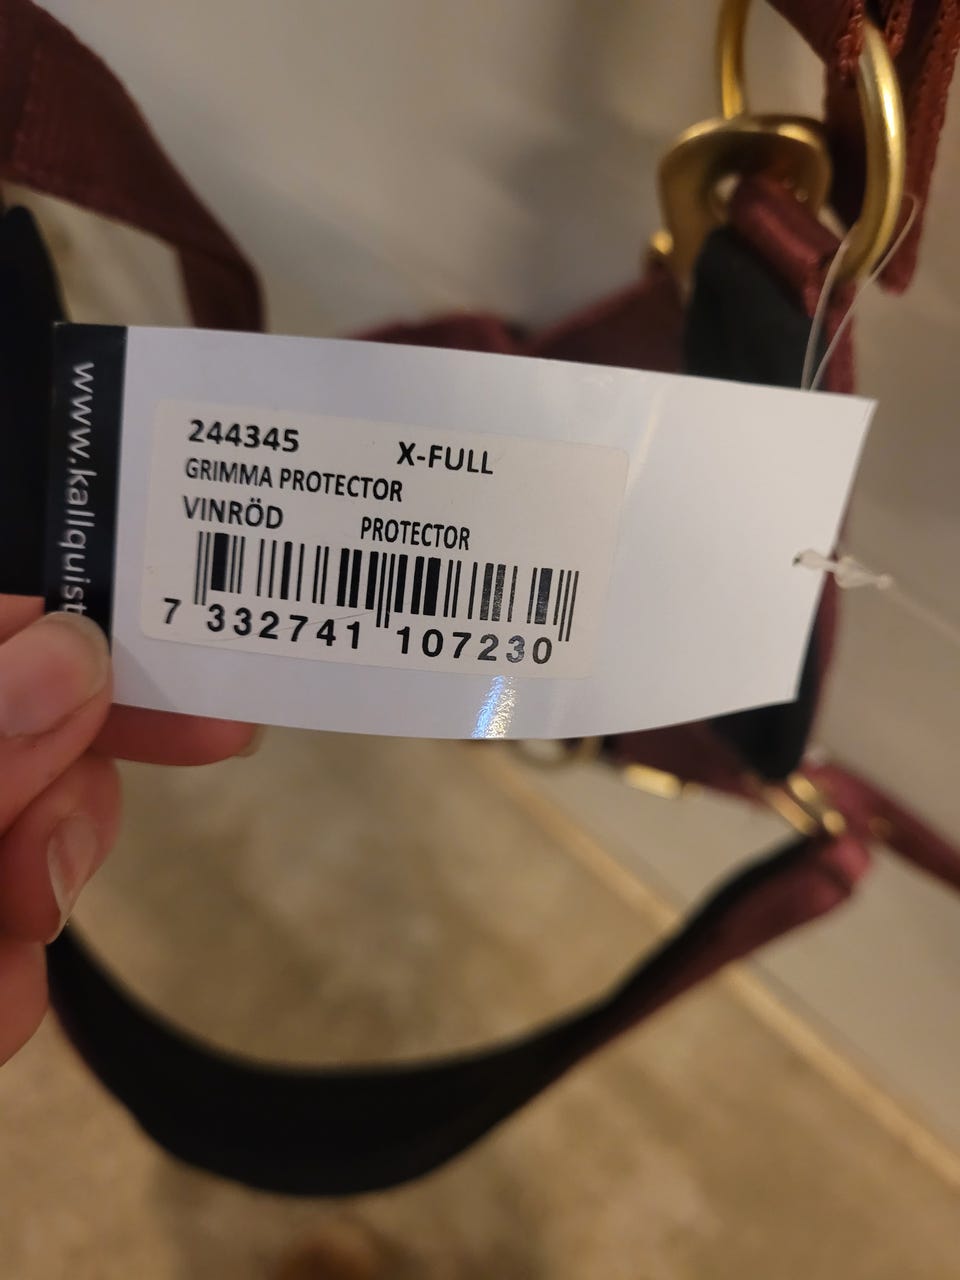 www.kallquist
244345 X-FULL
GRIMMA PROTECTOR
VINRÖD PROTECTOR
7 332741 107230